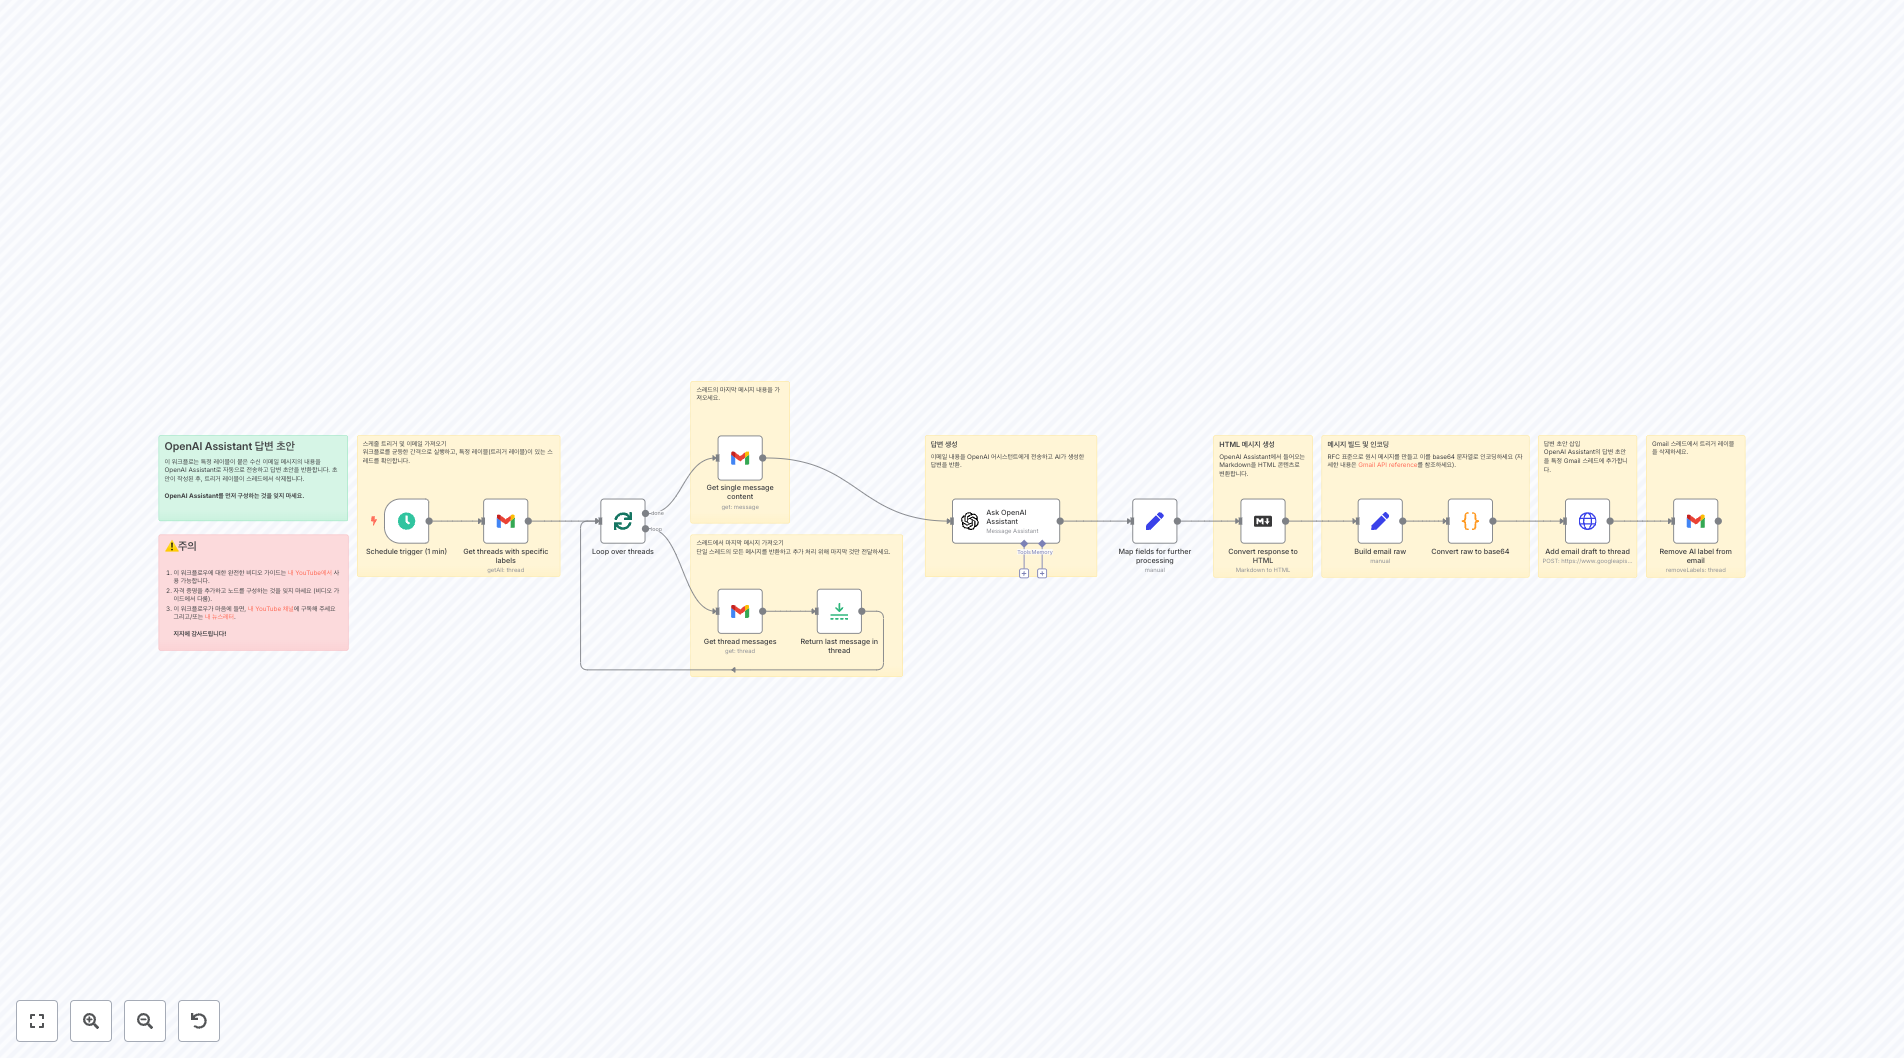 OpenAI Assistant 답변 초안
이 워크플로는 특정 레이블이 붙은 수신 이메일 메시지의 내용을
OpenAI Assistant로 자동으로 전송하고 답변 초안을 반환합니다. 초
안이 작성된 후, 트리거 레이블이 스레드에서 삭제됩니다.
OpenAI Assistant를 먼저 구성하는 것을 잊지 마세요.
⚠️주의
1. 이 워크플로우에 대한 완전한 비디오 가이드는 내 YouTube에서 사
용 가능합니다.
2. 자격 증명을 추가하고 노드를 구성하는 것을 잊지 마세요 (비디오 가
이드에서 다룸).
3. 이 워크플로우가 마음에 들면, 내 YouTube 채널에 구독해 주세요
그리고/또는 내 뉴스레터.
지지해 감사드립니다!
스케줄 트리거 및 이메일 가져오기
워크플로를 균등한 간격으로 실행하고, 특정 레이블(트리거 레이블)이 있는 스
레드를 확인합니다.
Schedule trigger (1 min)
Get threads with specific
labels
getAll: thread
Loop over threads
done
loop
스레드의 마지막 메시지 내용을 가
져오세요.
Get single message
content
get: message
스레드에서 마지막 메시지 가져오기
단일 스레드의 모든 메시지를 반환하고 추가 처리 위해 마지막 것만 전달하세요.
Get thread messages
get: thread
Return last message in
thread
답변 생성
이메일 내용을 OpenAI 어시스턴트에게 전송하고 AI가 생성한
답변을 반환.
Ask OpenAI
Assistant
Message Assistant
Tools
Memory
Map fields for further
processing
manual
HTML 메시지 생성
OpenAI Assistant에서 들어오는
Markdown을 HTML 콘텐츠로
변환합니다.
Convert response to
HTML
Markdown to HTML
메시지 빌드 및 인코딩
RFC 표준으로 원시 메시지를 만들고 이를 base64 문자열로 인코딩하세요 (자
세한 내용은 Gmail API reference를 참조하세요).
Build email raw
manual
Convert raw to base64
답변 초안 삽입
OpenAI Assistant의 답변 초안
을 특정 Gmail 스레드에 추가합니
다.
Add email draft to thread
POST: https://www.googleapis...
Gmail 스레드에서 트리거 레이블
을 삭제하세요.
Remove AI label from
email
removeLabels: thread